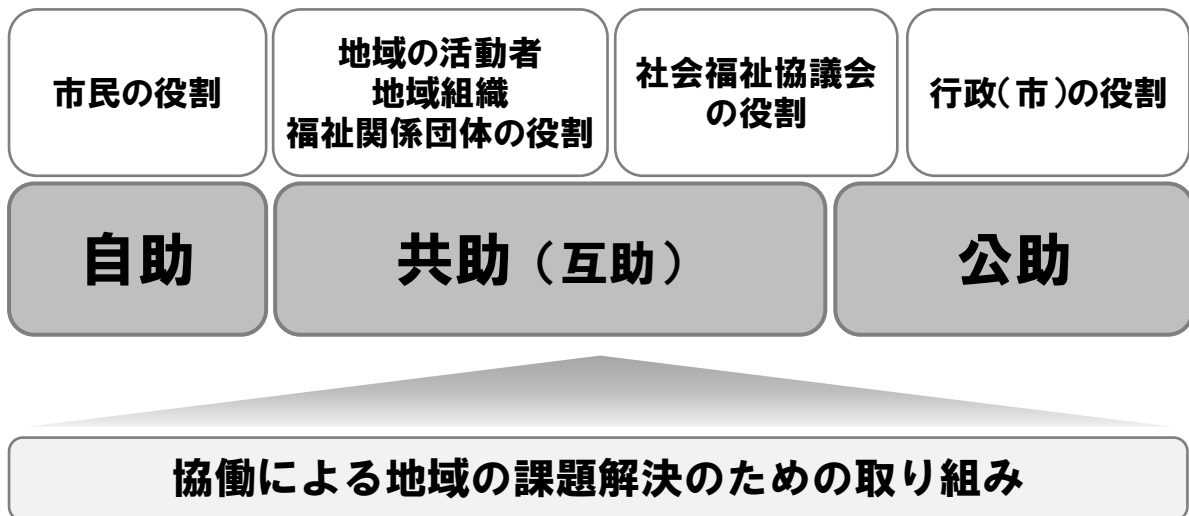 市民の役割
地域の活動者
地域組織
福祉関係団体の役割
社会福祉協議会
の役割
行政(市)の役割
自助
共助(互助)
公助
協働による地域の課題解決のための取り組み